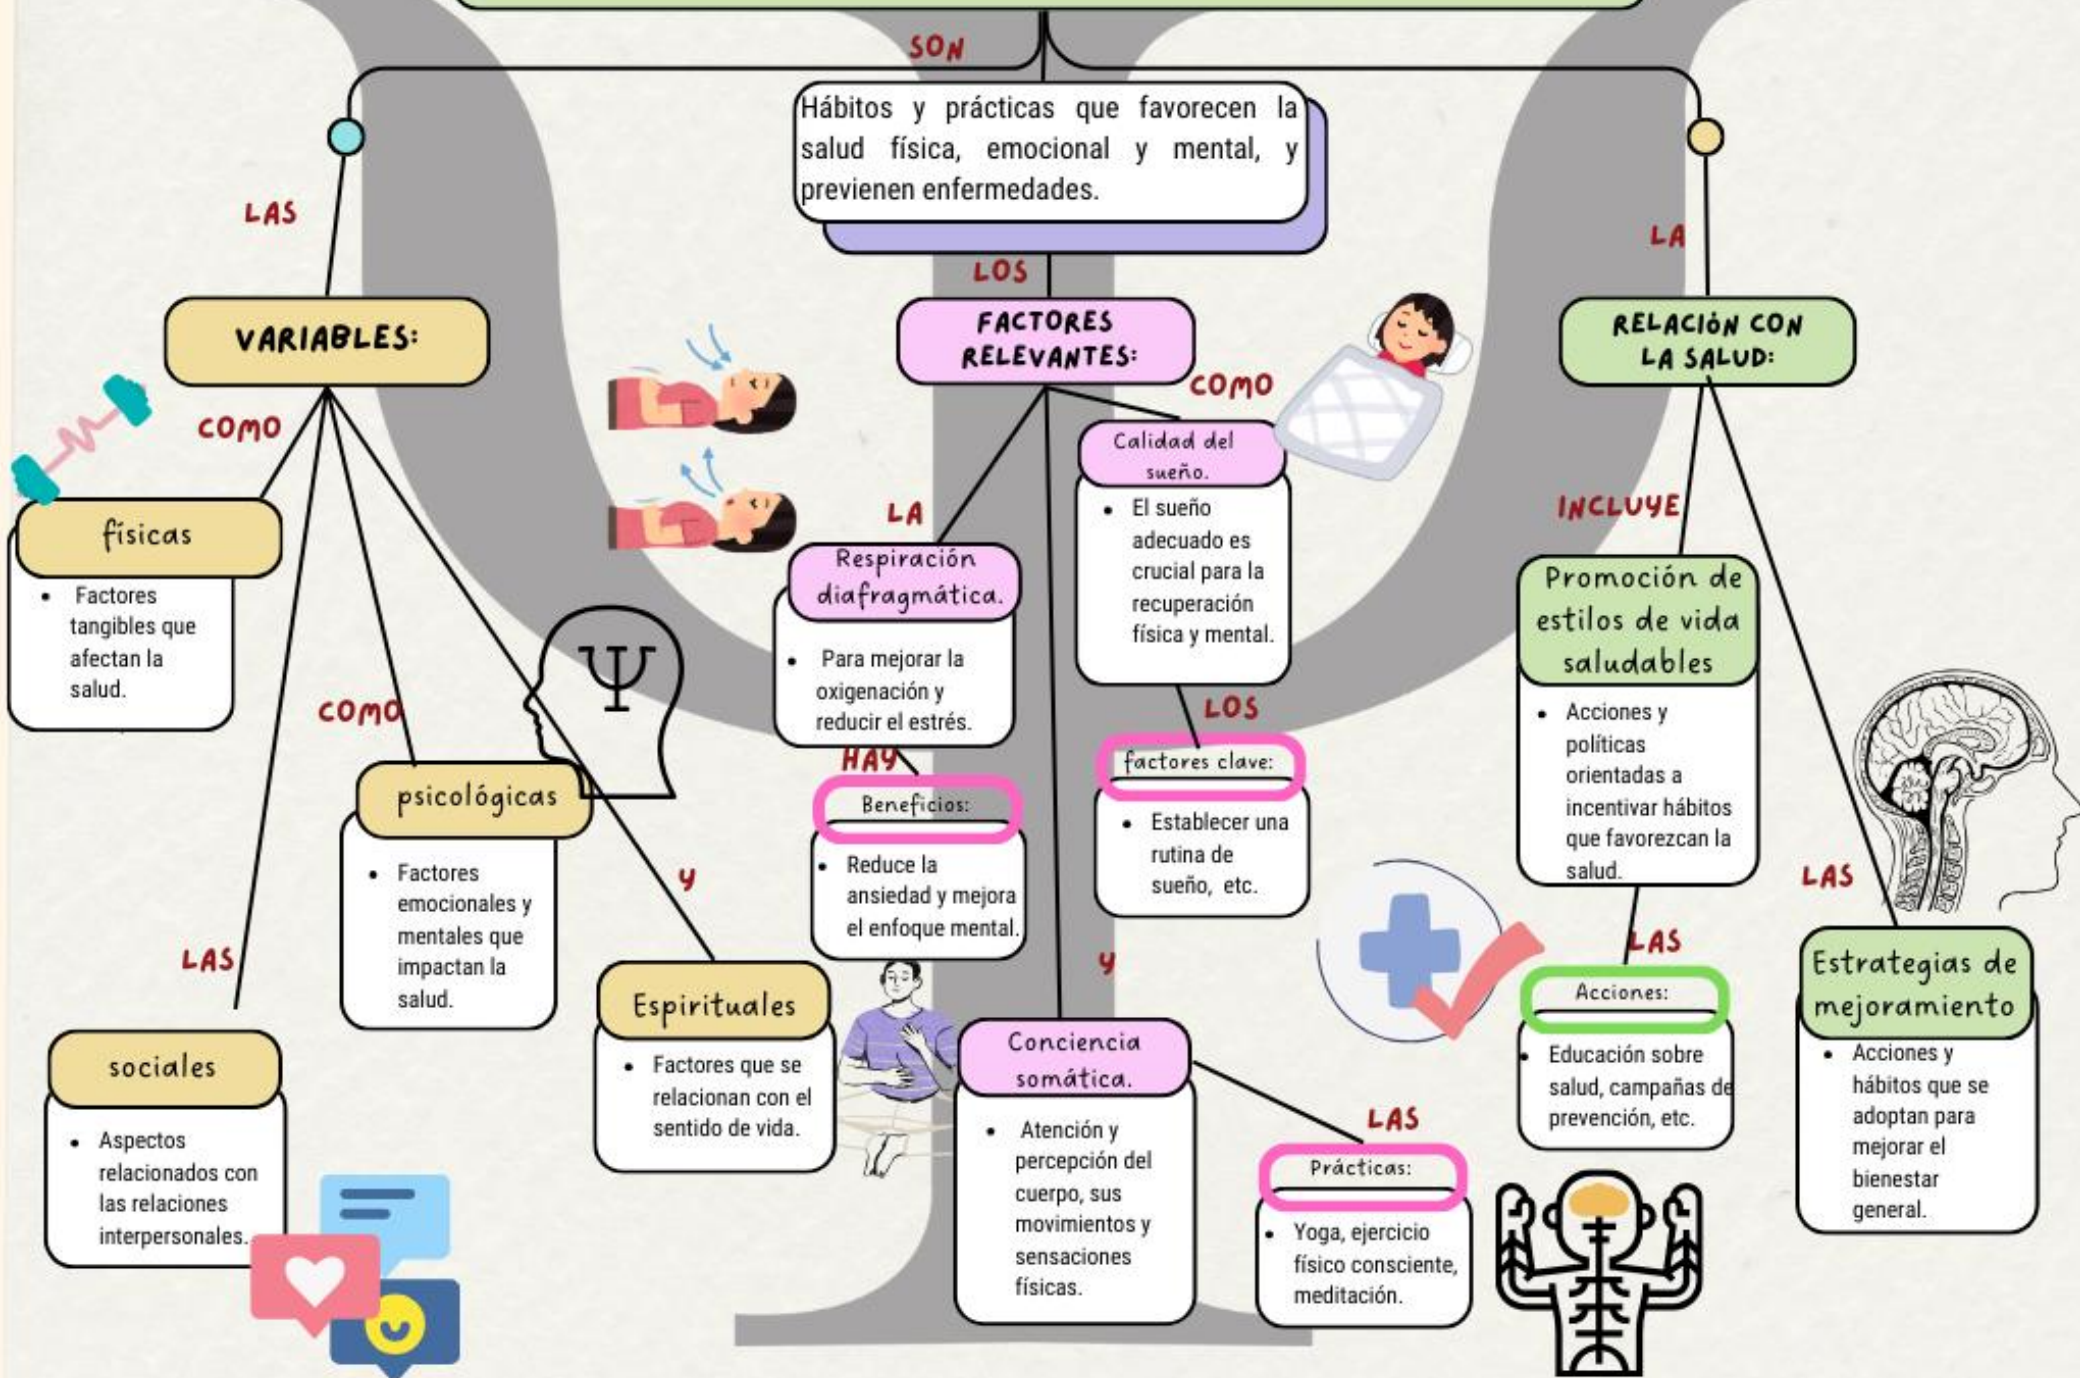 SON
Hábitos y prácticas que favorecen la
salud física, emocional y mental, y
previenen enfermedades.
LAS
VARIABLES:
COMO
físicas
• Factores
tangibles que
afectan la
salud.
COMO
psicológicas
• Factores
emocionales y
mentales que
impactan la
salud.
LAS
sociales
• Aspectos
relacionados con
las relaciones
interpersonales.
y
Espirituales
• Factores que se
relacionan con el
sentido de vida.
Ψ
LOS
FACTORES
RELEVANTES:
LA
Respiración
diafragmática.
• Para mejorar la
oxigenación y
reducir el estrés.
HAY
Beneficios:
• Reduce la
ansiedad y mejora
el enfoque mental.
COMO
Calidad del
sueño.
• El sueño
adecuado es
crucial para la
recuperación
física y mental.
LOS
factores clave:
• Establecer una
rutina de
sueño, etc.
y
Conciencia
somática.
• Atención y
percepción del
cuerpo, sus
movimientos y
sensaciones
físicas.
LAS
Prácticas:
• Yoga, ejercicio
físico consciente,
meditación.
LA
RELACIÓN CON
LA SALUD:
INCLUYE
Promoción de
estilos de vida
saludables
• Acciones y
políticas
orientadas a
incentivar hábitos
que favorezcan la
salud.
LAS
Acciones:
• Educación sobre
salud, campañas de
prevención, etc.
LAS
Estrategias de
mejoramiento
• Acciones y
hábitos que se
adoptan para
mejorar el
bienestar
general.